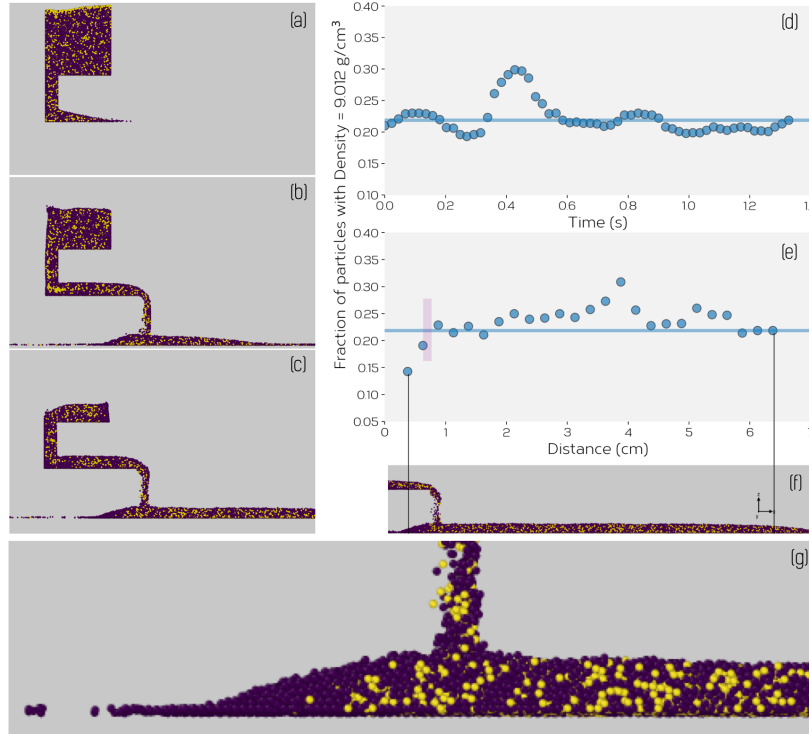 (a)
(b)
(c)
Fraction of particles with Density = 9.012 g/cm³
(d)
0.40
0.35
0.30
0.25
0.20
0.15
0.10
0.0 0.2 0.4 0.6 0.8 1.0 1.2 1.
Time (s)
(e)
0.40
0.35
0.30
0.25
0.20
0.15
0.10
0.05
0 1 2 3 4 5 6 7
Distance (cm)
(f)
(g)